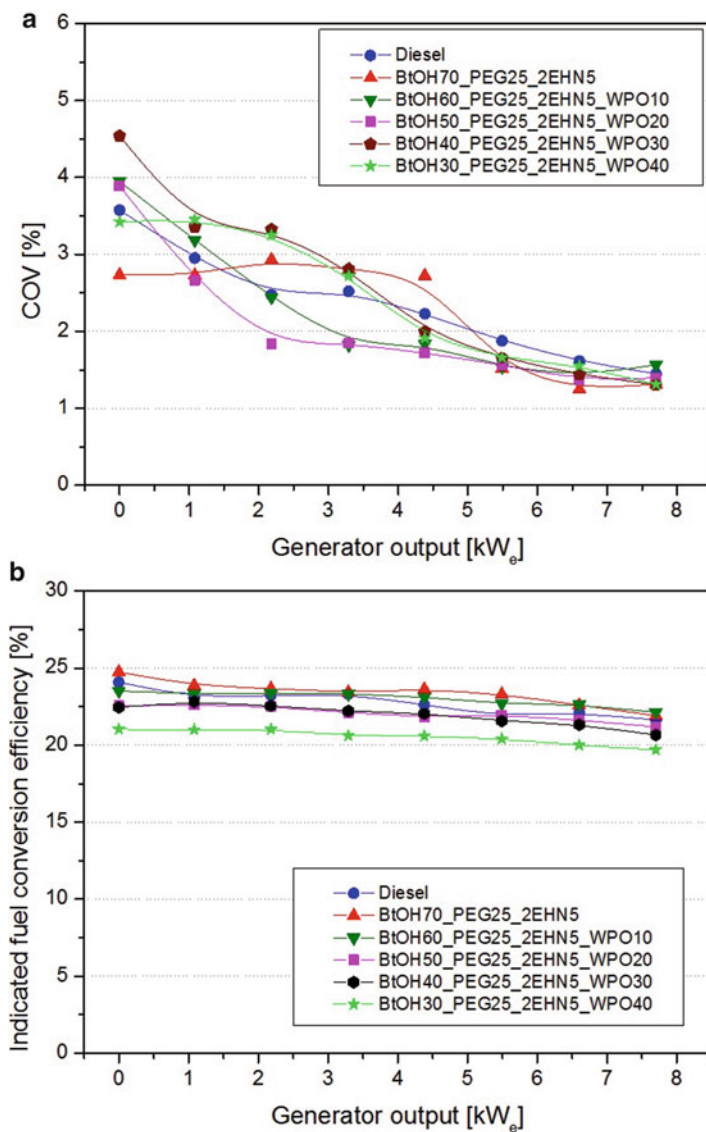 a
6
5
4
3
2
1
0
COV [%]
Diesel
BtOH70_PEG25_2EHN5
BtOH60_PEG25_2EHN5_WPO10
BtOH50_PEG25_2EHN5_WPO20
BtOH40_PEG25_2EHN5_WPO30
BtOH30_PEG25_2EHN5_WPO40
0 1 2 3 4 5 6 7 8
Generator output [kWₑ]
b
30
25
20
15
10
5
0
Indicated fuel conversion efficiency [%]
Diesel
BtOH70_PEG25_2EHN5
BtOH60_PEG25_2EHN5_WPO10
BtOH50_PEG25_2EHN5_WPO20
BtOH40_PEG25_2EHN5_WPO30
BtOH30_PEG25_2EHN5_WPO40
0 1 2 3 4 5 6 7 8
Generator output [kWₑ]